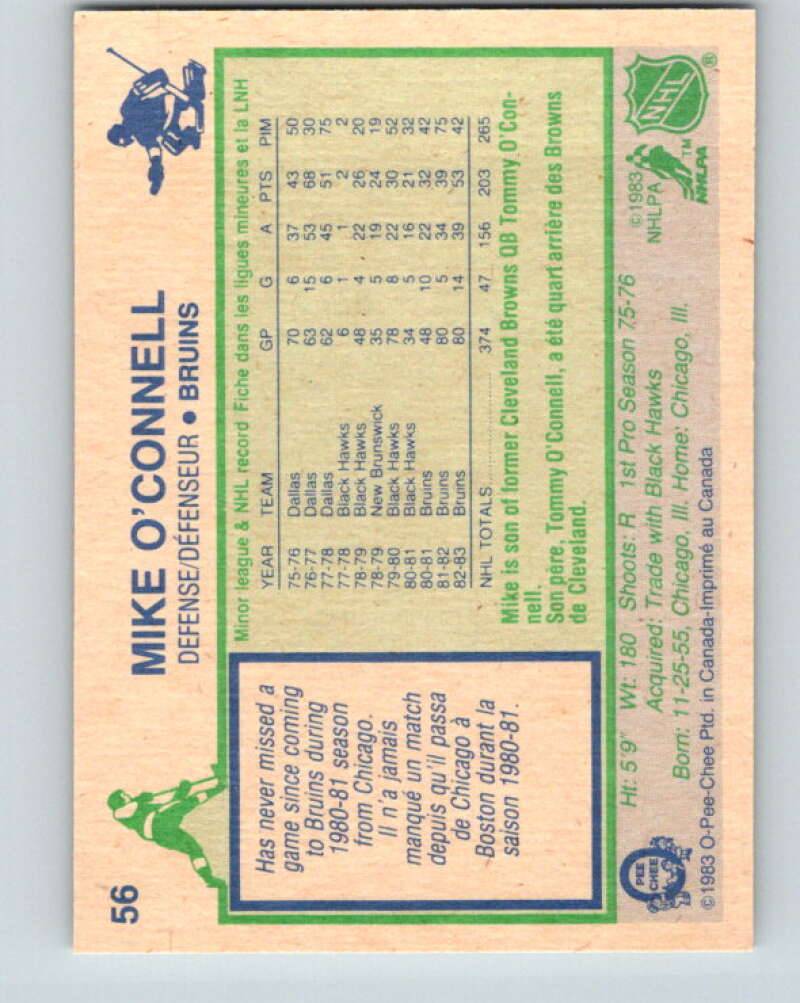 56
MIKE O'CONNELL
DEFENSE/DÉFENSEUR • BRUINS
Has never missed a
game since coming
to Bruins during
1980-81 season
from Chicago.
Il n'a jamais
manqué un match
depuis qu'il passa
de Chicago à
Boston durant la
saison 1980-81.
Minor league & NHL record Fiche dans les ligues mineures et la LNH
YEAR TEAM GP G A PTS PIM
75-76 Dallas 70 6 37 43 50
76-77 Dallas 63 15 53 68 30
77-78 Dallas 62 6 45 51 75
77-78 Black Hawks 6 1 1 2 2
78-79 Black Hawks 48 4 22 26 20
78-79 New Brunswick 35 5 19 24 19
79-80 Black Hawks 78 8 22 30 52
80-81 Black Hawks 34 5 16 21 32
80-81 Bruins 48 10 22 32 42
81-82 Bruins 80 5 34 39 75
82-83 Bruins 80 14 39 53 42
NHL TOTALS 374 47 156 203 265
Mike is son of former Cleveland Browns QB Tommy O'Con-
nell.
Son père, Tommy O'Connell, a été quart arrière des Browns
de Cleveland.
Ht: 5'9" Wt: 180 Shoots: R 1st Pro Season 75-76
Acquired: Trade with Black Hawks
Born: 11-25-55, Chicago, Ill. Home: Chicago, Ill.
©1983
NHLPA
NHLPA
TM
NHL
®
O
PEE
CHEE
©1983 O-Pee-Chee Ptd. in Canada-Imprimé au Canada